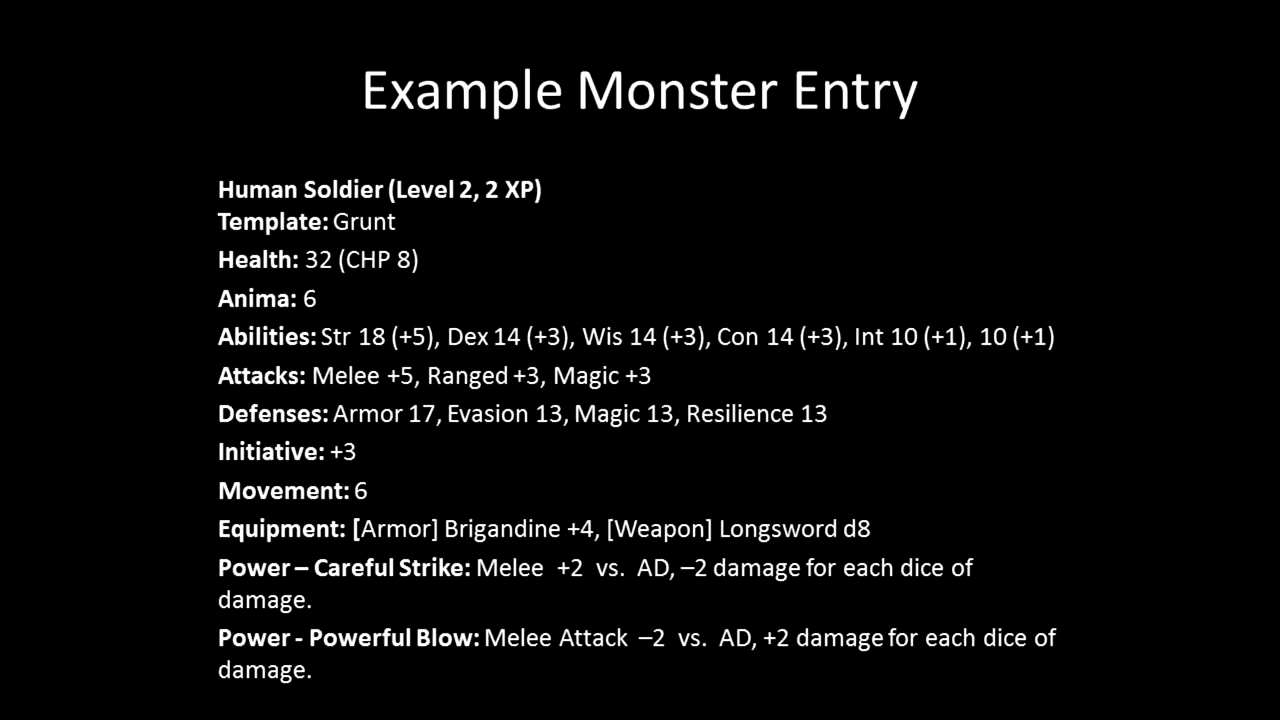 Example Monster Entry
Human Soldier (Level 2, 2 XP)
Template: Grunt
Health: 32 (CHP 8)
Anima: 6
Abilities: Str 18 (+5), Dex 14 (+3), Wis 14 (+3), Con 14 (+3), Int 10 (+1), 10 (+1)
Attacks: Melee +5, Ranged +3, Magic +3
Defenses: Armor 17, Evasion 13, Magic 13, Resilience 13
Initiative: +3
Movement: 6
Equipment: [Armor] Brigandine +4, [Weapon] Longsword d8
Power – Careful Strike: Melee +2 vs. AD, –2 damage for each dice of
damage.
Power - Powerful Blow: Melee Attack –2 vs. AD, +2 damage for each dice of
damage.